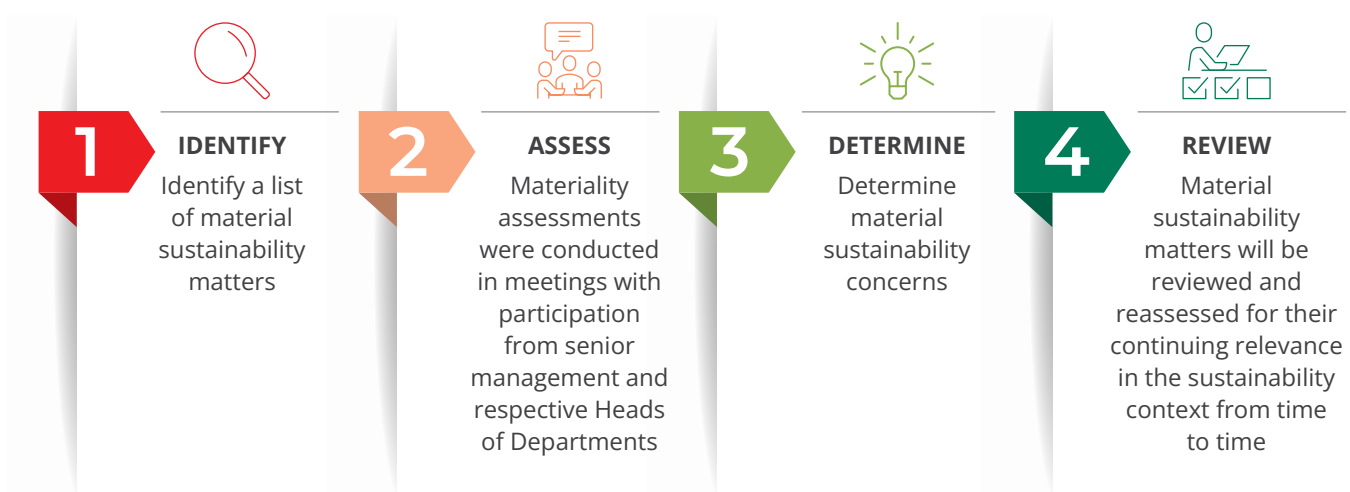 1
IDENTIFY
Identify a list
of material
sustainability
matters
2
ASSESS
Materiality
assessments
were conducted
in meetings with
participation
from senior
management and
respective Heads
of Departments
3
DETERMINE
Determine
material
sustainability
concerns
4
REVIEW
Material
sustainability
matters will be
reviewed and
reassessed for their
continuing relevance
in the sustainability
context from time
to time